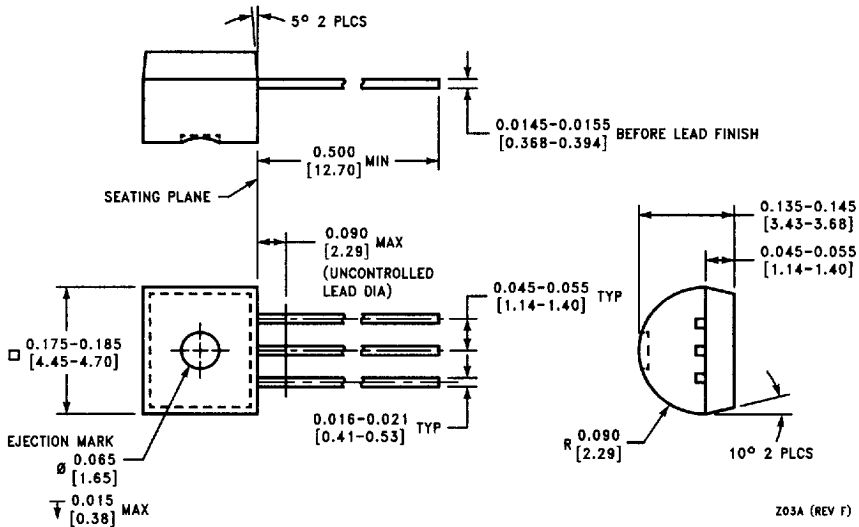 5° 2 PLCS
0.0145-0.0155
[0.368-0.394] BEFORE LEAD FINISH
0.500
[12.70] MIN
SEATING PLANE
0.090
[2.29] MAX
(UNCONTROLLED
LEAD DIA)
0.045-0.055
[1.14-1.40] TYP
0.135-0.145
[3.43-3.68]
0.045-0.055
[1.14-1.40]
0.175-0.185
[4.45-4.70]
0.016-0.021
[0.41-0.53] TYP
EJECTION MARK
ø 0.065
[1.65]
0.015
[0.38] MAX
R 0.090
[2.29]
10° 2 PLCS
Z03A (REV F)